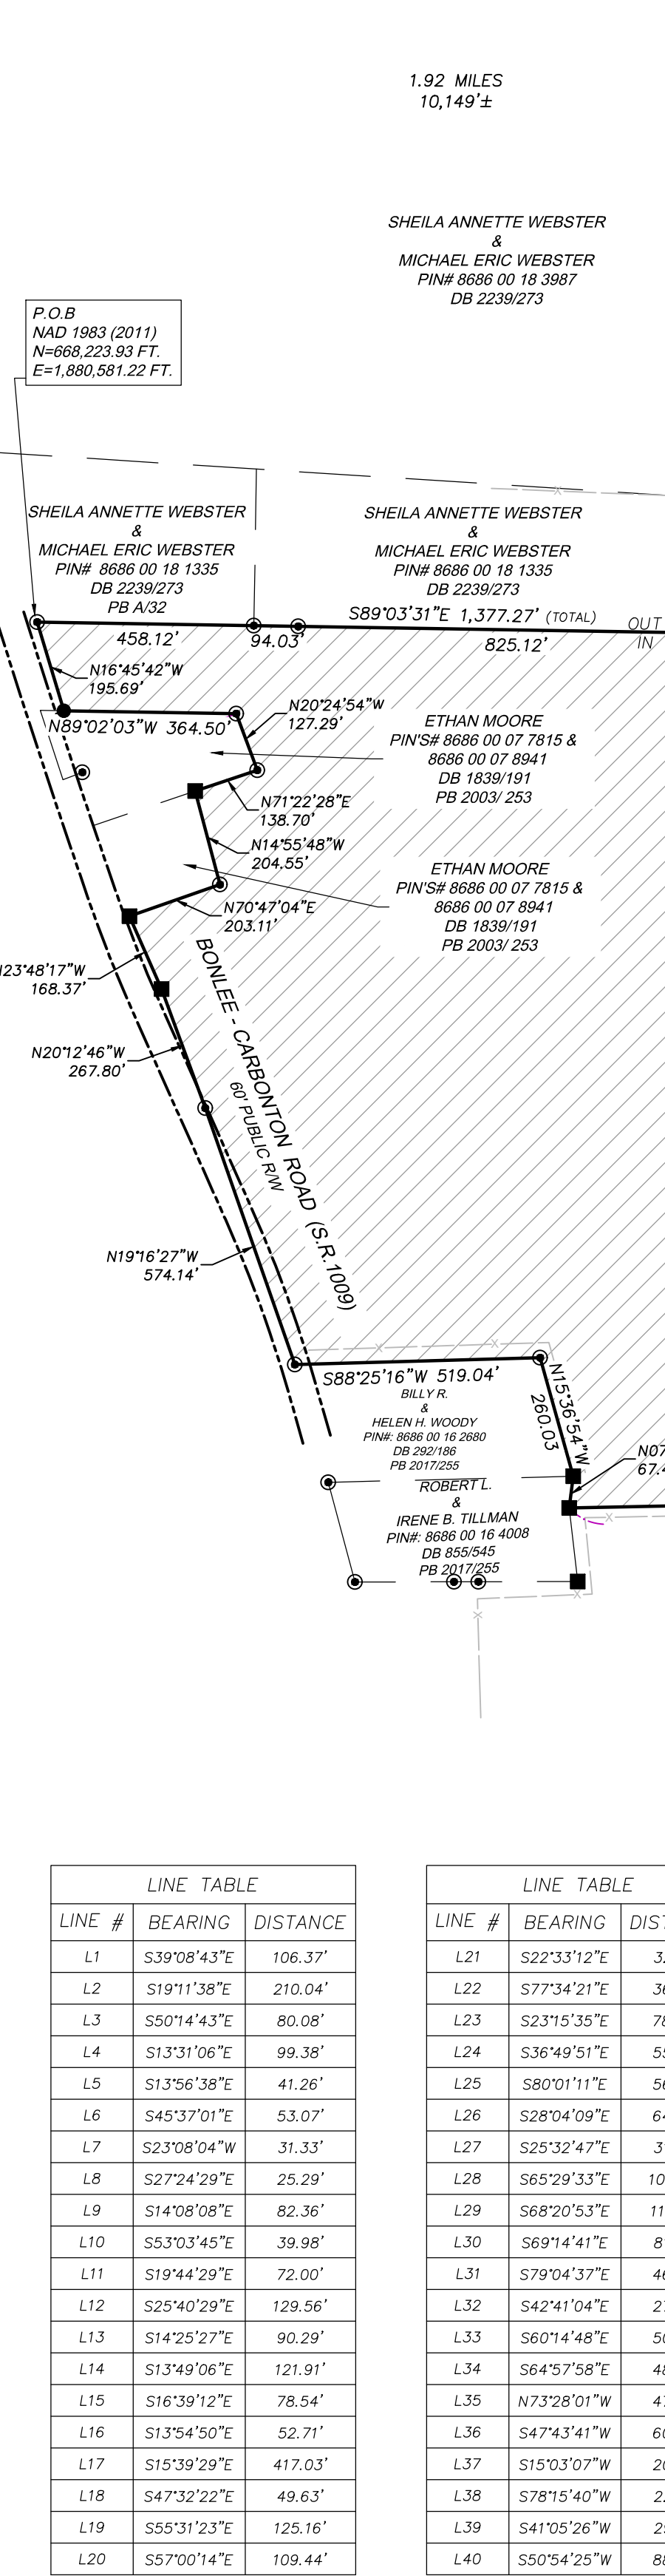 1.92 MILES
10,149'±
SHEILA ANNETTE WEBSTER
&
MICHAEL ERIC WEBSTER
PIN# 8686 00 18 3987
DB 2239/273
P.O.B
NAD 1983 (2011)
N=668,223.93 FT.
E=1,880,581.22 FT.
SHEILA ANNETTE WEBSTER
&
MICHAEL ERIC WEBSTER
PIN# 8686 00 18 1335
DB 2239/273
PB A/32
SHEILA ANNETTE WEBSTER
&
MICHAEL ERIC WEBSTER
PIN# 8686 00 18 1335
DB 2239/273
S89°03'31"E 1,377.27' (TOTAL)
OUT
IN
458.12'
94.03'
825.12'
N16°45'42"W
195.69'
N89°02'03"W 364.50'
N20°24'54"W
127.29'
ETHAN MOORE
PIN'S# 8686 00 07 7815 &
8686 00 07 8941
DB 1839/191
PB 2003/ 253
N71°22'28"E
138.70'
N14°55'48"W
204.55'
ETHAN MOORE
PIN'S# 8686 00 07 7815 &
8686 00 07 8941
DB 1839/191
PB 2003/ 253
N70°47'04"E
203.11'
N23°48'17"W
168.37'
BONLEE - CARBONTON ROAD (S.R.1009)
60' PUBLIC R/W
N20°12'46"W
267.80'
N19°16'27"W
574.14'
S88°25'16"W 519.04'
N15°36'54"W
260.03
BILLY R.
&
HELEN H. WOODY
PIN#: 8686 00 16 2680
DB 292/186
PB 2017/255
N07
67.4
ROBERT L.
&
IRENE B. TILLMAN
PIN#: 8686 00 16 4008
DB 855/545
PB 2017/255
LINE TABLE
LINE # BEARING DISTANCE
L1 S39°08'43"E 106.37'
L2 S19°11'38"E 210.04'
L3 S50°14'43"E 80.08'
L4 S13°31'06"E 99.38'
L5 S13°56'38"E 41.26'
L6 S45°37'01"E 53.07'
L7 S23°08'04"W 31.33'
L8 S27°24'29"E 25.29'
L9 S14°08'08"E 82.36'
L10 S53°03'45"E 39.98'
L11 S19°44'29"E 72.00'
L12 S25°40'29"E 129.56'
L13 S14°25'27"E 90.29'
L14 S13°49'06"E 121.91'
L15 S16°39'12"E 78.54'
L16 S13°54'50"E 52.71'
L17 S15°39'29"E 417.03'
L18 S47°32'22"E 49.63'
L19 S55°31'23"E 125.16'
L20 S57°00'14"E 109.44'
LINE TABLE
LINE # BEARING DIST
L21 S22°33'12"E
L22 S77°34'21"E
L23 S23°15'35"E
L24 S36°49'51"E
L25 S80°01'11"E
L26 S28°04'09"E
L27 S25°32'47"E
L28 S65°29'33"E
L29 S68°20'53"E
L30 S69°14'41"E
L31 S79°04'37"E
L32 S42°41'04"E
L33 S60°14'48"E
L34 S64°57'58"E
L35 N73°28'01"W
L36 S47°43'41"W
L37 S15°03'07"W
L38 S78°15'40"W
L39 S41°05'26"W
L40 S50°54'25"W